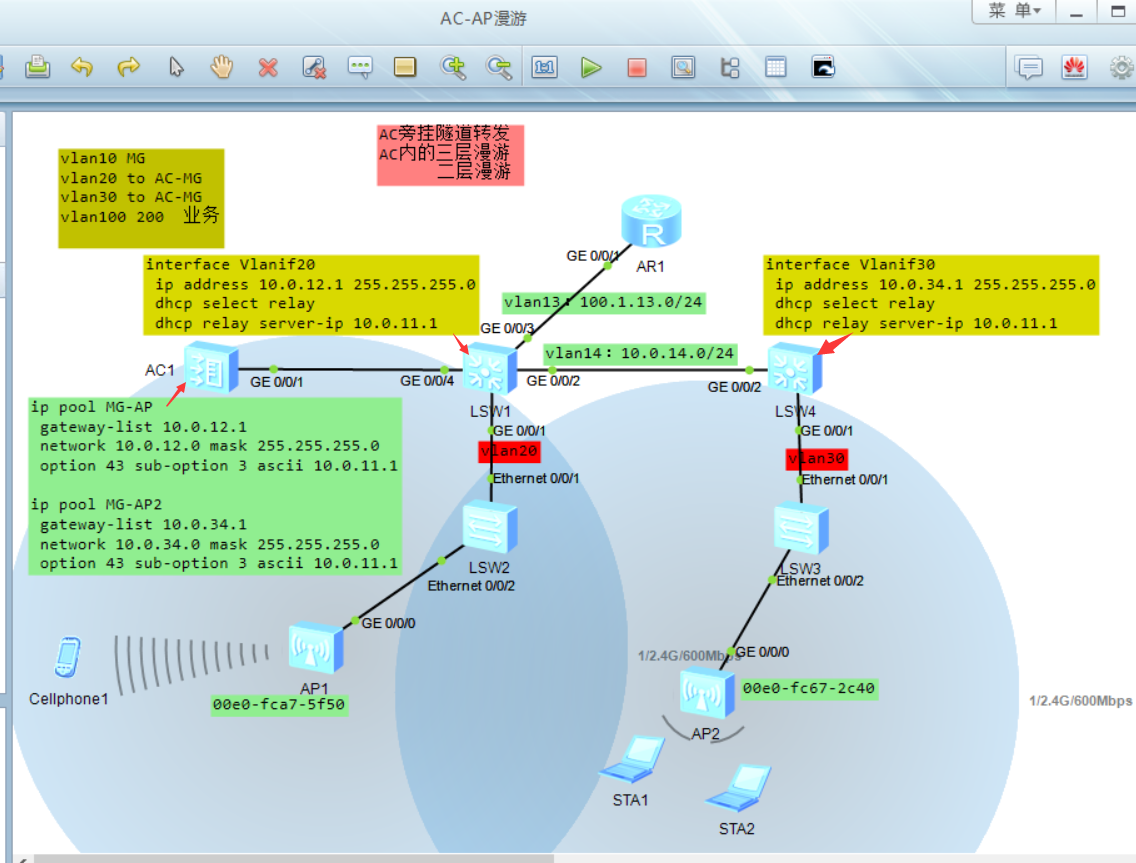 AC-AP漫游
菜 单
AC旁挂隧道转发
AC内的三层漫游
二层漫游
vlan10 MG
vlan20 to AC-MG
vlan30 to AC-MG
vlan100 200 业务
GE 0/0/1
AR1
interface Vlanif20
ip address 10.0.12.1 255.255.255.0
dhcp select relay
dhcp relay server-ip 10.0.11.1
interface Vlanif30
ip address 10.0.34.1 255.255.255.0
dhcp select relay
dhcp relay server-ip 10.0.11.1
vlan13：100.1.13.0/24
GE 0/0/3
vlan14：10.0.14.0/24
AC1
GE 0/0/1
GE 0/0/4
GE 0/0/2
GE 0/0/2
LSW1
LSW4
ip pool MG-AP
gateway-list 10.0.12.1
network 10.0.12.0 mask 255.255.255.0
option 43 sub-option 3 ascii 10.0.11.1
ip pool MG-AP2
gateway-list 10.0.34.1
network 10.0.34.0 mask 255.255.255.0
option 43 sub-option 3 ascii 10.0.11.1
GE 0/0/1
GE 0/0/1
vlan20
vlan30
Ethernet 0/0/1
Ethernet 0/0/1
LSW2
LSW3
Ethernet 0/0/2
Ethernet 0/0/2
GE 0/0/0
1/2.4G/600Mbps
GE 0/0/0
Cellphone1
AP1
00e0-fca7-5f50
00e0-fc67-2c40
1/2.4G/600Mbps
AP2
STA1
STA2